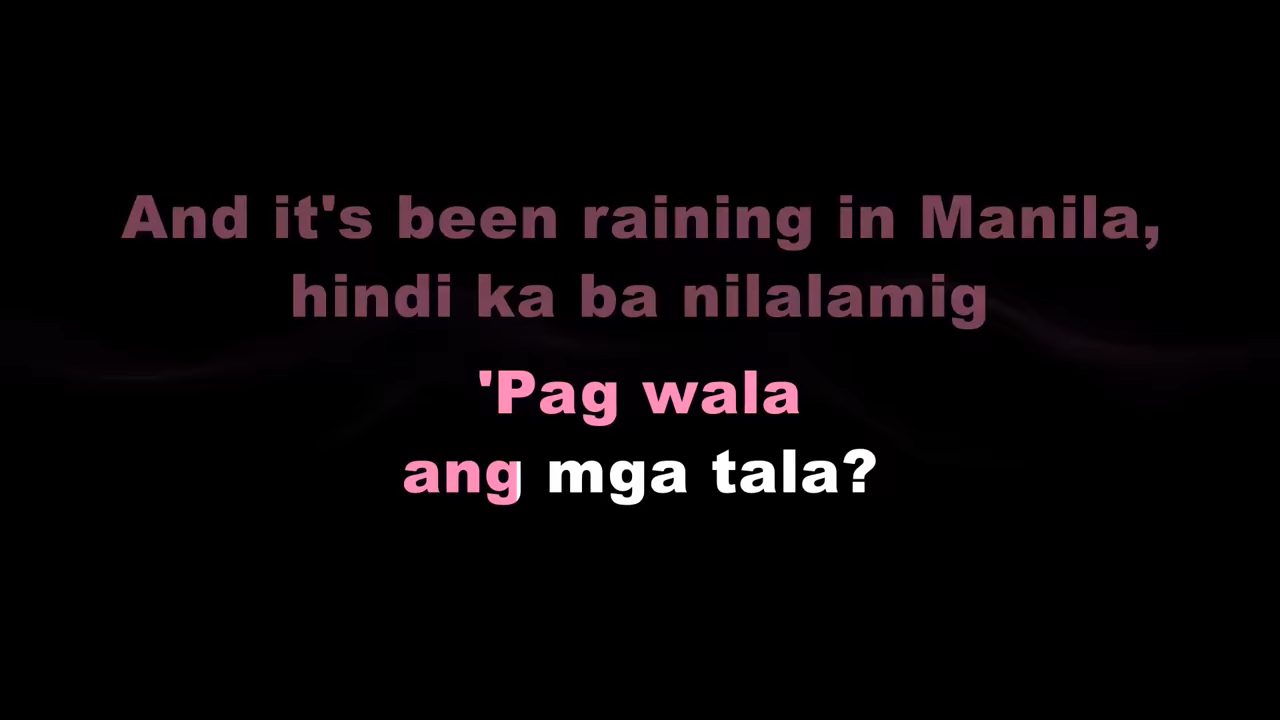 And it's been raining in Manila,
hindi ka ba nilalamig
'Pag wala
ang mga tala?